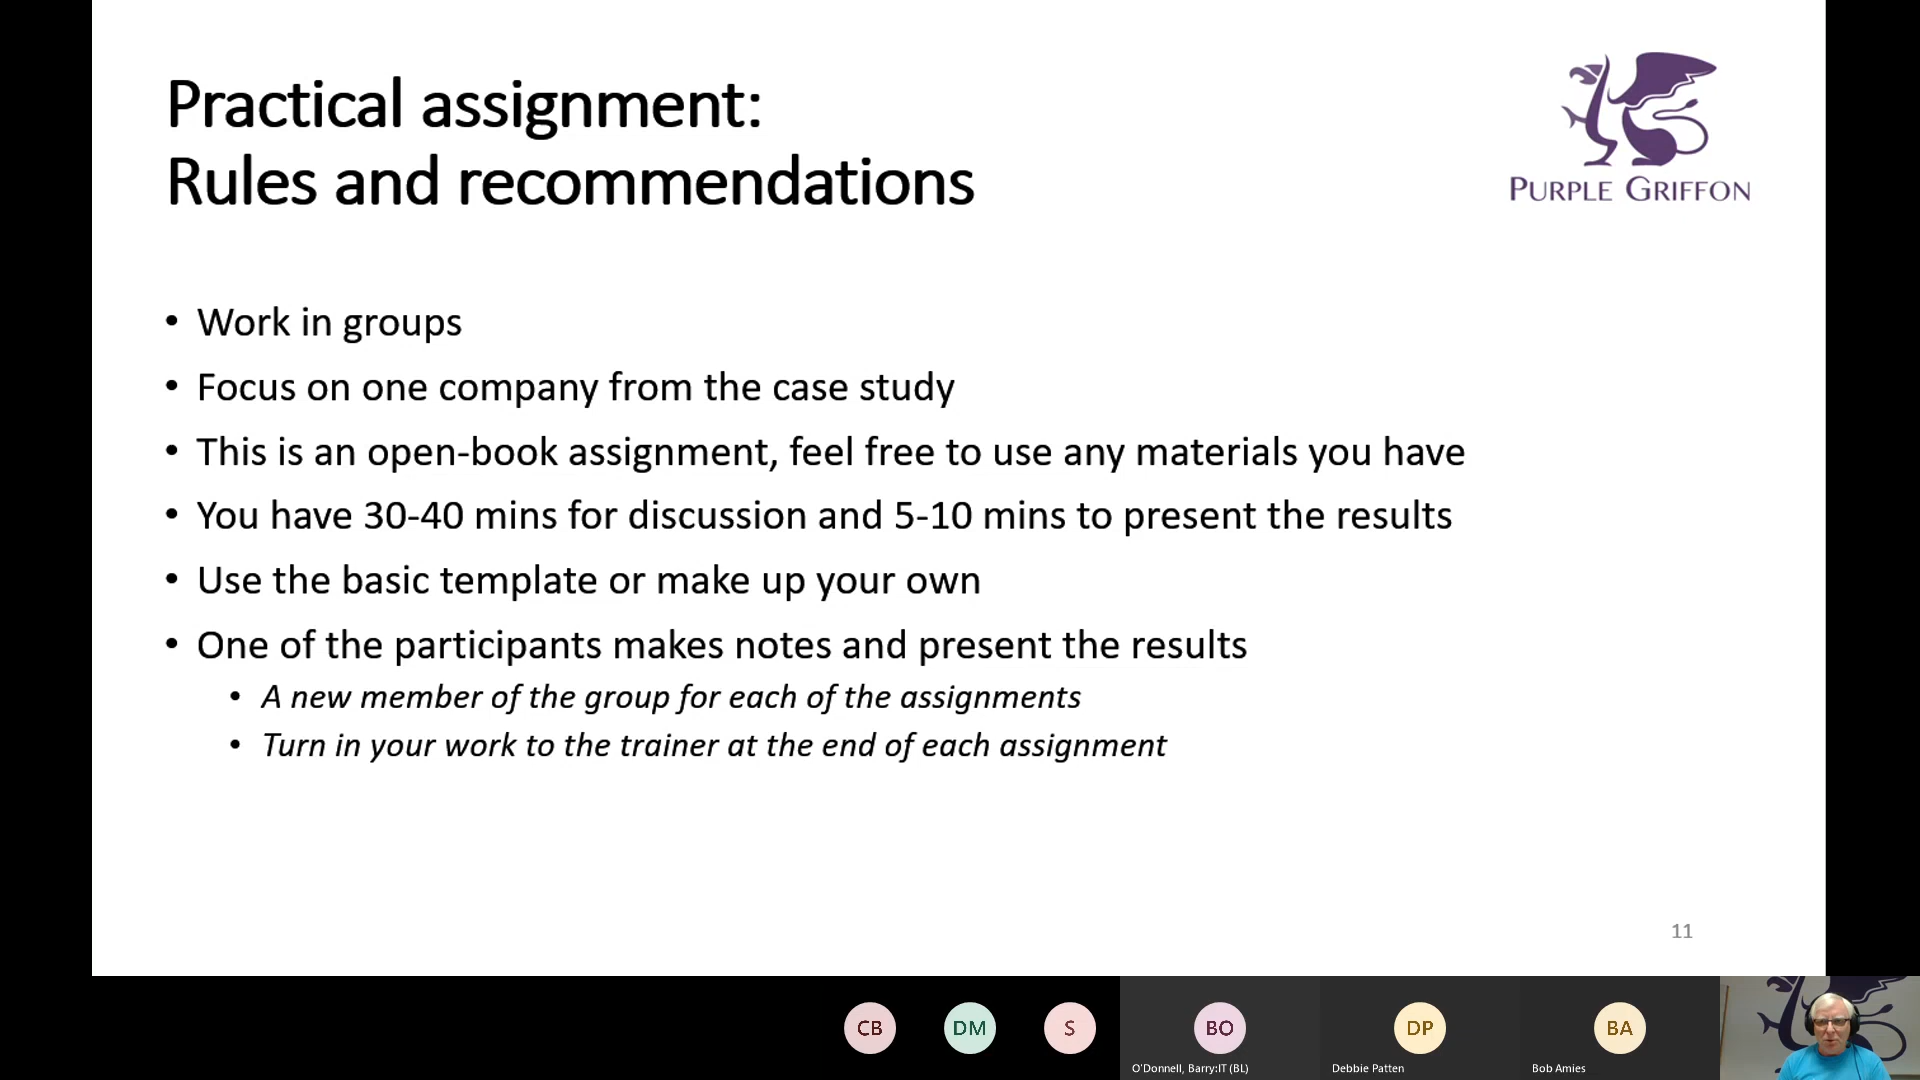 Practical assignment:
Rules and recommendations
PURPLE GRIFFON
• Work in groups
• Focus on one company from the case study
• This is an open-book assignment, feel free to use any materials you have
• You have 30-40 mins for discussion and 5-10 mins to present the results
• Use the basic template or make up your own
• One of the participants makes notes and present the results
• A new member of the group for each of the assignments
• Turn in your work to the trainer at the end of each assignment
11
CB
DM
S
BO
DP
BA
O'Donnell, Barry:IT (BL)
Debbie Patten
Bob Amies